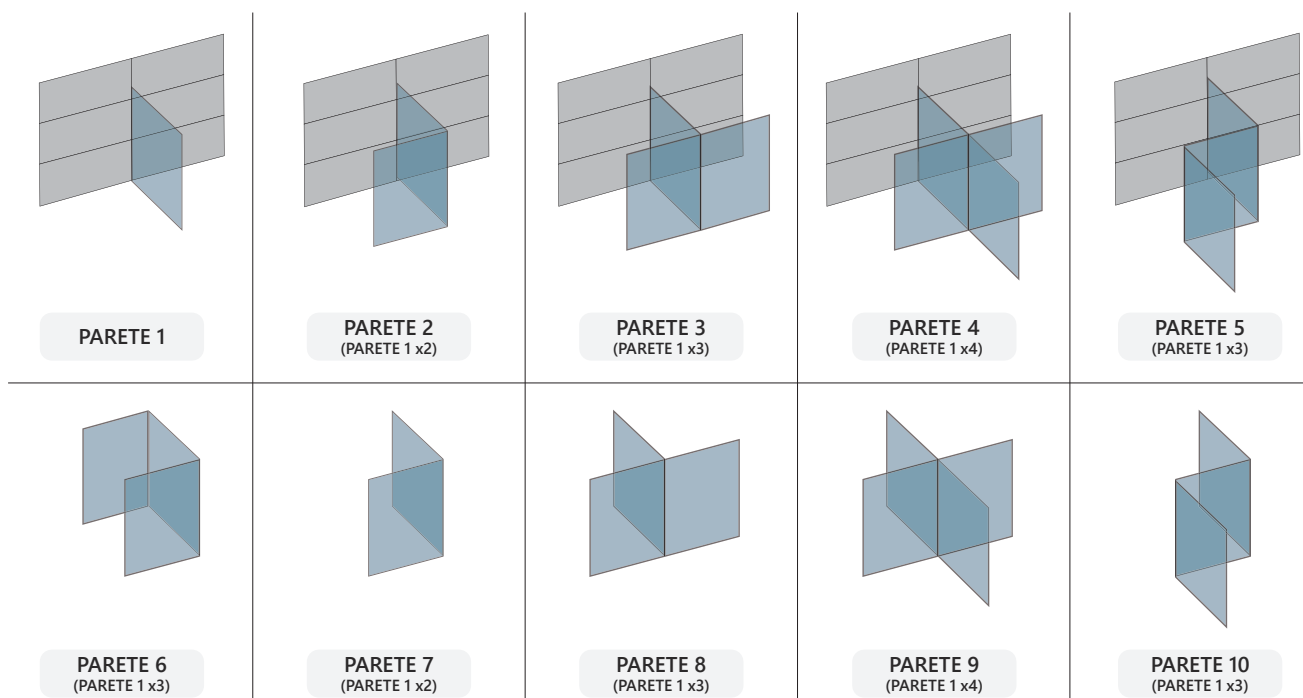 PARETE 1
PARETE 2
(PARETE 1 x2)
PARETE 3
(PARETE 1 x3)
PARETE 4
(PARETE 1 x4)
PARETE 5
(PARETE 1 x3)
PARETE 6
(PARETE 1 x3)
PARETE 7
(PARETE 1 x2)
PARETE 8
(PARETE 1 x3)
PARETE 9
(PARETE 1 x4)
PARETE 10
(PARETE 1 x3)